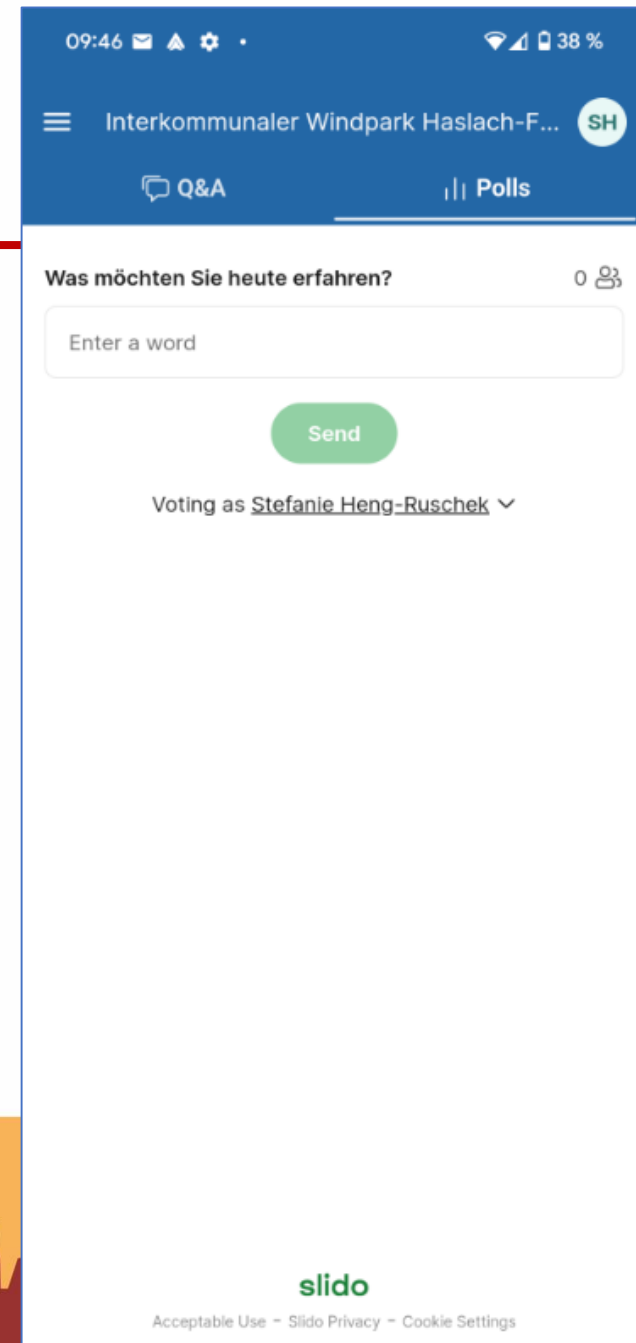 09:46 38 %
Interkommunaler Windpark Haslach-F... SH
Q&A Polls
Was möchten Sie heute erfahren? 0
Enter a word
Send
Voting as Stefanie Heng-Ruschek
slido
Acceptable Use - Slido Privacy - Cookie Settings